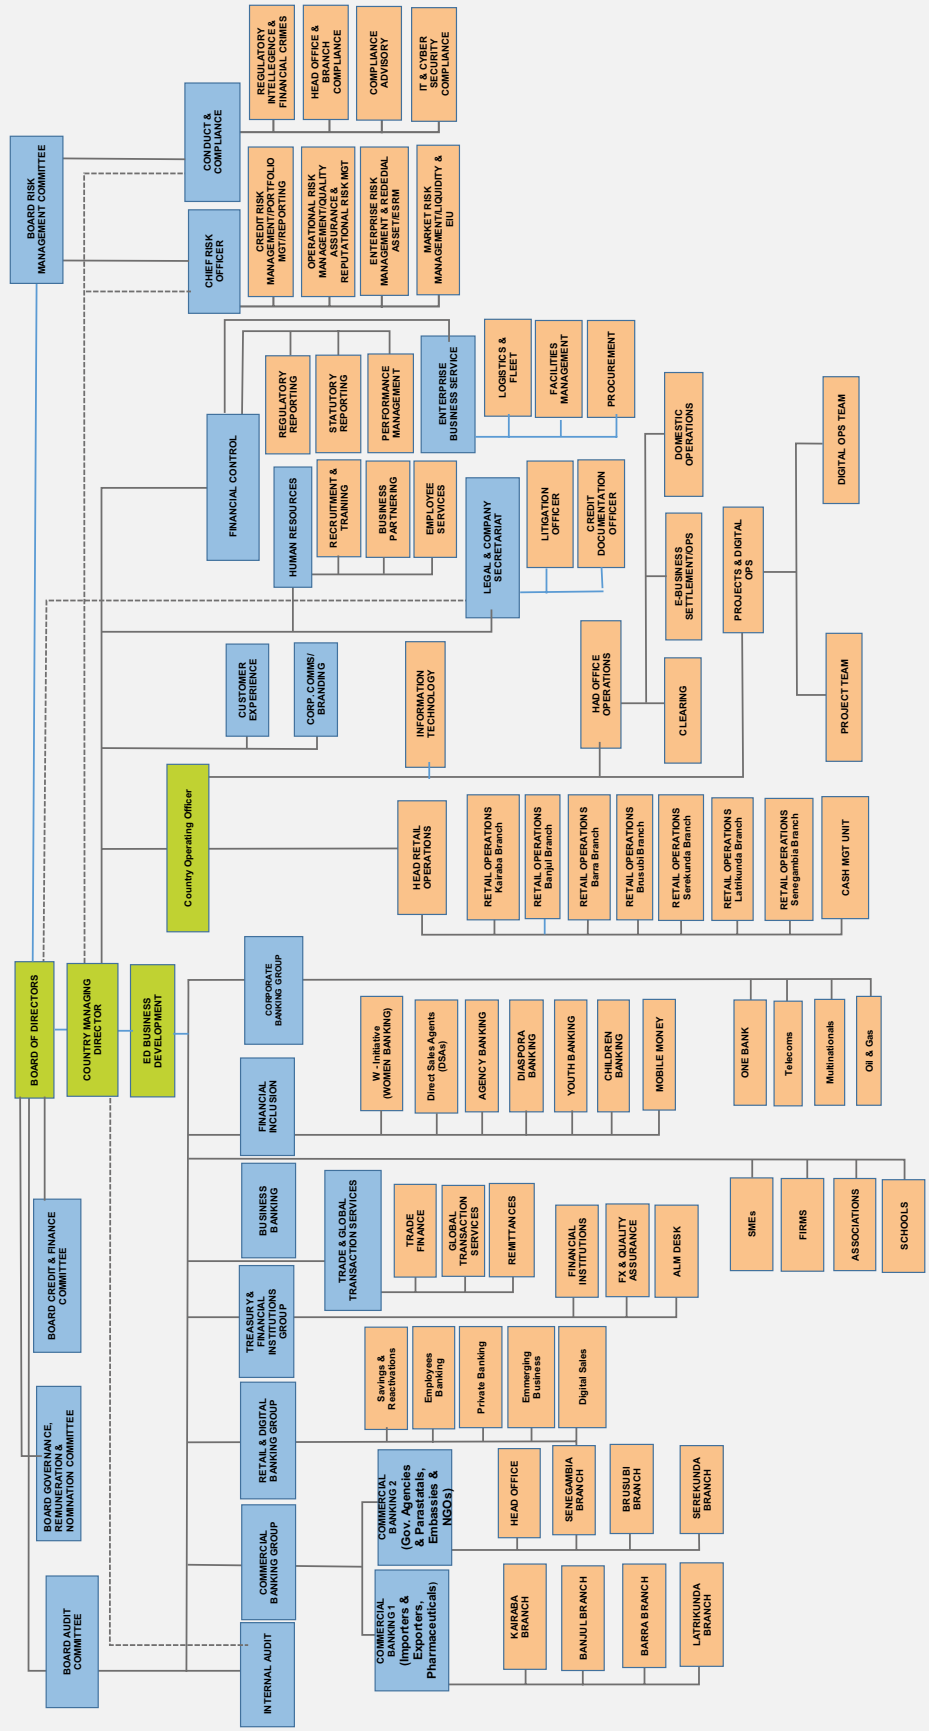 BOARD OF DIRECTORS
COUNTRY MANAGING
DIRECTOR
ED BUSINESS
DEVELOPMENT
BOARD AUDIT
COMMITTEE
BOARD GOVERNANCE,
REMUNERATION &
NOMINATION COMMITTEE
BOARD CREDIT & FINANCE
COMMITTEE
BOARD RISK
MANAGEMENT COMMITTEE
INTERNAL AUDIT
COMMERCIAL
BANKING GROUP
RETAIL & DIGITAL
BANKING GROUP
TREASURY &
FINANCIAL
INSTITUTIONS
GROUP
BUSINESS
BANKING
FINANCIAL
INCLUSION
CORPORATE
BANKING GROUP
Country Operating Officer
CUSTOMER
EXPERIENCE
CORP. COMMS/
BRANDING
FINANCIAL CONTROL
HUMAN RESOURCES
CHIEF RISK
OFFICER
CONDUCT &
COMPLIANCE
COMMERCIAL
BANKING 1
(Importers &
Exporters,
Pharmaceuticals)
COMMERCIAL
BANKING 2
(Gov. Agencies
& Parastatals,
Embassies &
NGOs)
KAIRABA
BRANCH
BANJUL BRANCH
BARRA BRANCH
LATRIKUNDA
BRANCH
HEAD OFFICE
SENEGAMBIA
BRANCH
BRUSUBI
BRANCH
SEREKUNDA
BRANCH
Savings &
Reactivations
Employees
Banking
Private Banking
Emmerging
Business
Digital Sales
TRADE & GLOBAL
TRANSACTION SERVICES
TRADE
FINANCE
GLOBAL
TRANSACTION
SERVICES
REMITTANCES
FINANCIAL
INSTITUTIONS
FX & QUALITY
ASSURANCE
ALM DESK
SMEs
FIRMS
ASSOCIATIONS
SCHOOLS
W - Initiative
(WOMEN BANKING)
Direct Sales Agents
(DSAs)
AGENCY BANKING
DIASPORA
BANKING
YOUTH BANKING
CHILDREN
BANKING
MOBILE MONEY
ONE BANK
Telecoms
Multinationals
Oil & Gas
HEAD RETAIL
OPERATIONS
RETAIL OPERATIONS
Kairaba Branch
RETAIL OPERATIONS
Banjul Branch
RETAIL OPERATIONS
Barra Branch
RETAIL OPERATIONS
Brusubi Branch
RETAIL OPERATIONS
Serekunda Branch
RETAIL OPERATIONS
Latrikunda Branch
RETAIL OPERATIONS
Senegambia Branch
CASH MGT UNIT
INFORMATION
TECHNOLOGY
HAD OFFICE
OPERATIONS
CLEARING
E-BUSINESS
SETTLEMENT/OPS
DOMESTIC
OPERATIONS
PROJECTS & DIGITAL
OPS
PROJECT TEAM
DIGITAL OPS TEAM
RECRUITMENT &
TRAINING
BUSINESS
PARTNERING
EMPLOYEE
SERVICES
LEGAL & COMPANY
SECRETARIAT
LITIGATION
OFFICER
CREDIT
DOCUMENTATION
OFFICER
REGULATORY
REPORTING
STATUTORY
REPORTING
PERFORMANCE
MANAGEMENT
ENTERPRISE
BUSINESS SERVICE
LOGISTICS &
FLEET
FACILITIES
MANAGEMENT
PROCUREMENT
CREDIT RISK
MANAGEMENT/PORTFOLIO
MGT/REPORTING
OPERATIONAL RISK
MANAGEMENT/QUALITY
ASSURANCE &
REPUTATIONAL RISK MGT
ENTERPRISE RISK
MANAGEMENT & REDEDIAL
ASSET/ESRM
MARKET RISK
MANAGEMENT/LIQUIDITY &
EIU
REGULATORY
INTELLEGENCE &
FINANCIAL CRIMES
HEAD OFFICE &
BRANCH
COMPLIANCE
COMPLIANCE
ADVISORY
IT & CYBER
SECURITY
COMPLIANCE